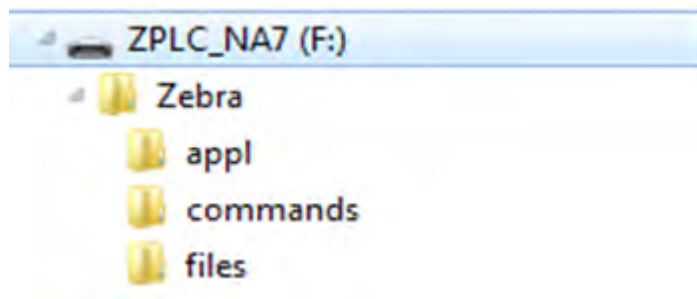 ZPLC_NA7 (F:)
Zebra
appl
commands
files